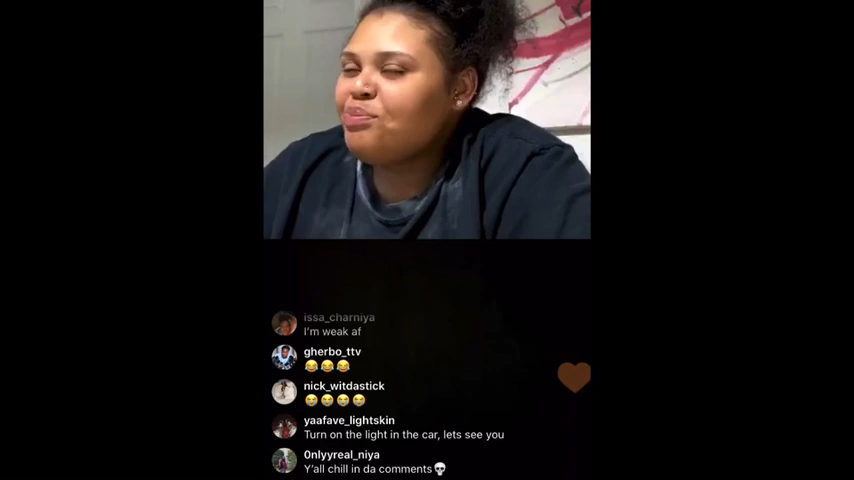 issa_charniya
I'm weak af
gherbo_ttv
😂😂😂
nick_witdastick
😭😭😭😭
yaafave_lightskin
Turn on the light in the car, lets see you
0nlyyreal_niya
Y'all chill in da comments💀